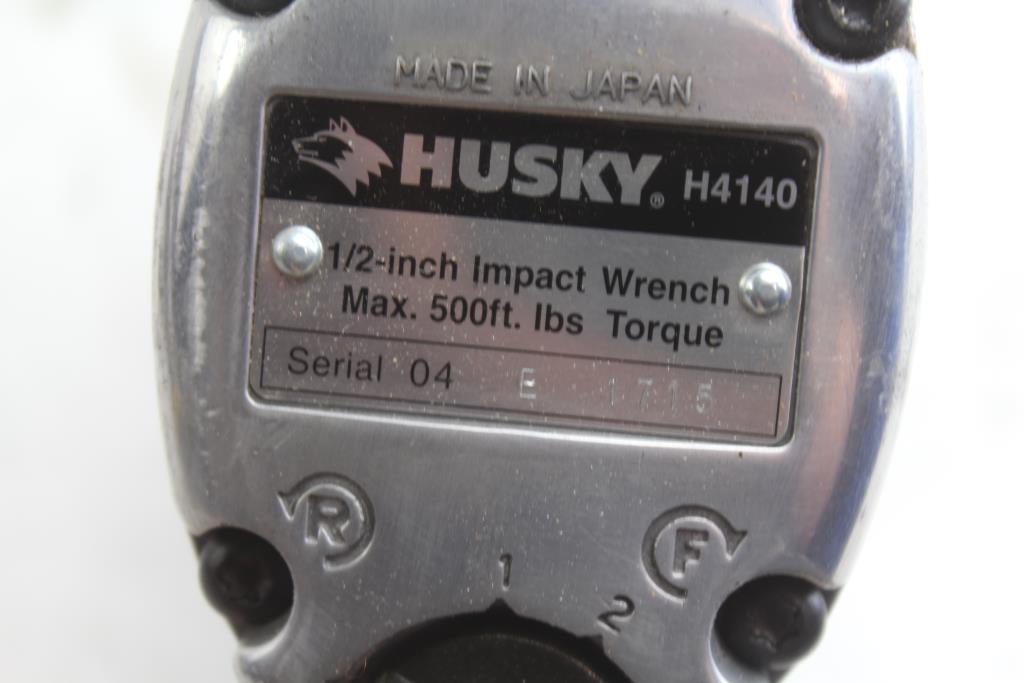 MADE IN JAPAN
HUSKY® H4140
1/2-inch Impact Wrench
Max. 500ft. lbs Torque
Serial 04 E 1715
R F
1
2